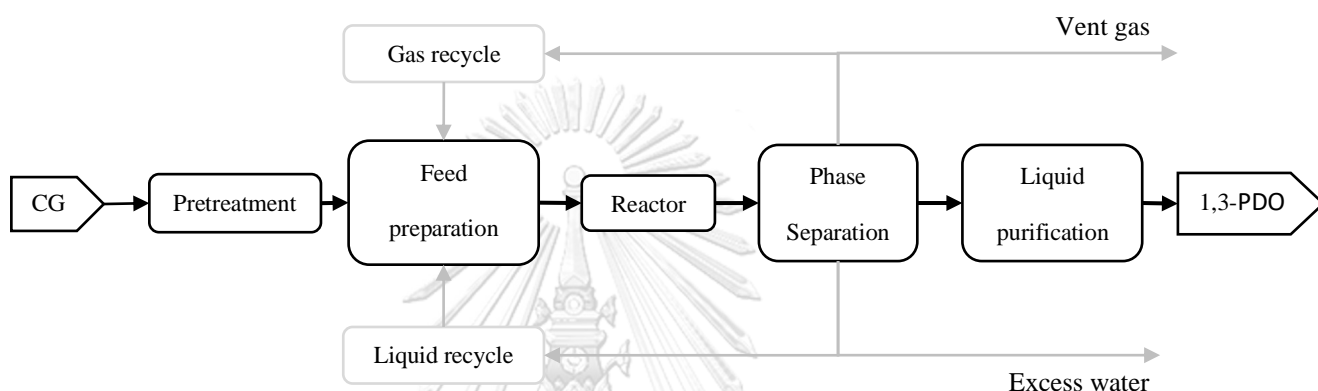 Vent gas
Gas recycle
CG
Pretreatment
Feed
preparation
Reactor
Phase
Separation
Liquid
purification
1,3-PDO
Liquid recycle
Excess water